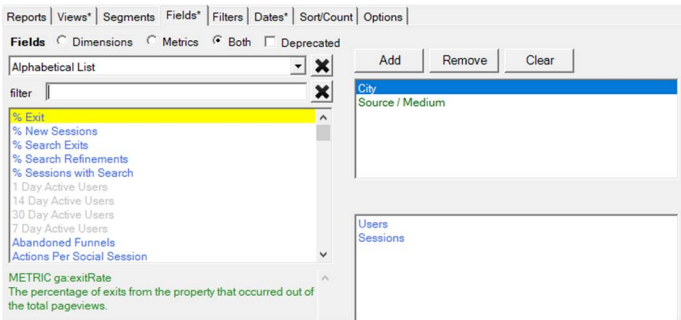 Reports Views* Segments Fields* Filters Dates* Sort/Count Options
Fields Dimensions Metrics Both Deprecated
Alphabetical List
filter
% Exit
% New Sessions
% Search Exits
% Search Refinements
% Sessions with Search
1 Day Active Users
14 Day Active Users
30 Day Active Users
7 Day Active Users
Abandoned Funnels
Actions Per Social Session
METRIC ga:exitRate
The percentage of exits from the property that occurred out of
the total pageviews.
Add Remove Clear
City
Source / Medium
Users
Sessions